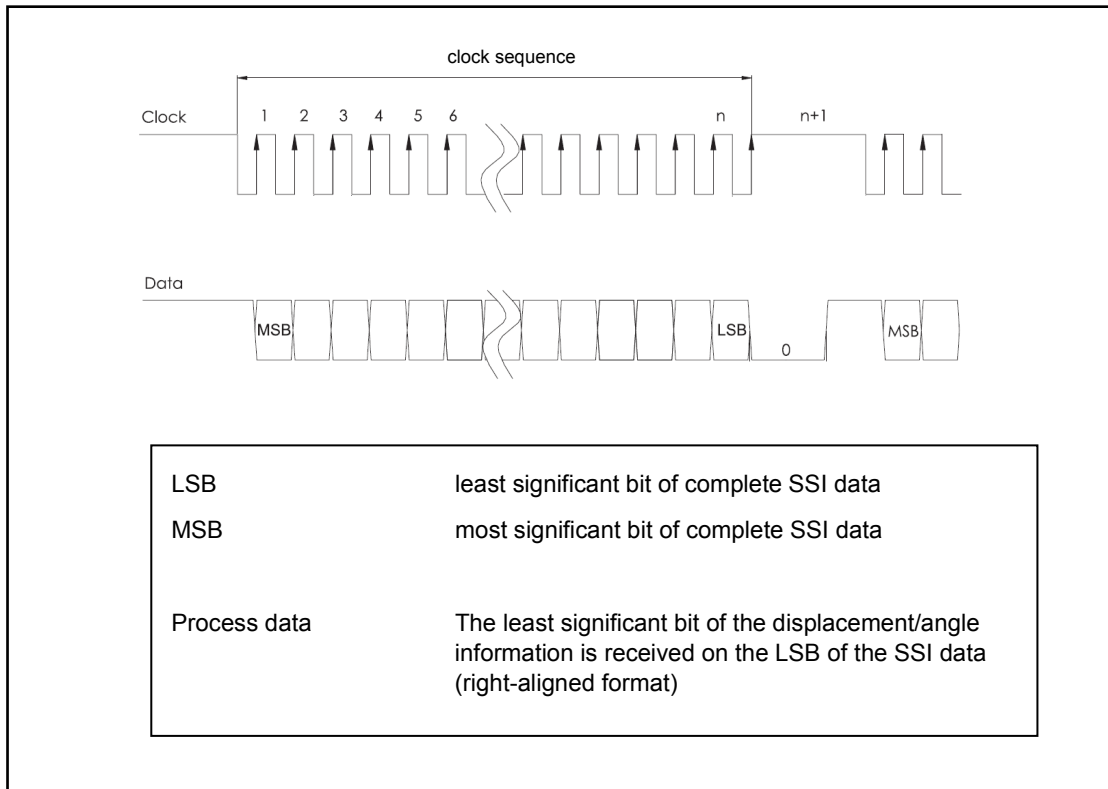 clock sequence
Clock 1 2 3 4 5 6 n n+1
Data
MSB LSB 0 MSB
LSB least significant bit of complete SSI data
MSB most significant bit of complete SSI data
Process data The least significant bit of the displacement/angle
information is received on the LSB of the SSI data
(right-aligned format)